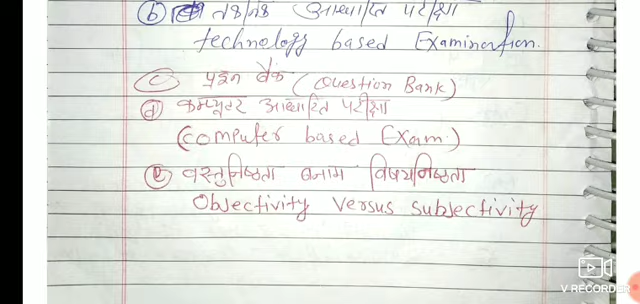 (b) तकनीक आधारित परीक्षा
technology based Examination.
(c) प्रश्न बैंक (Question Bank)
(d) कम्प्यूटर आधारित परीक्षा
(computer based Exam.)
(e) वस्तुनिष्ठता बनाम विषयनिष्ठता
Objectivity versus subjectivity
V RECORDER